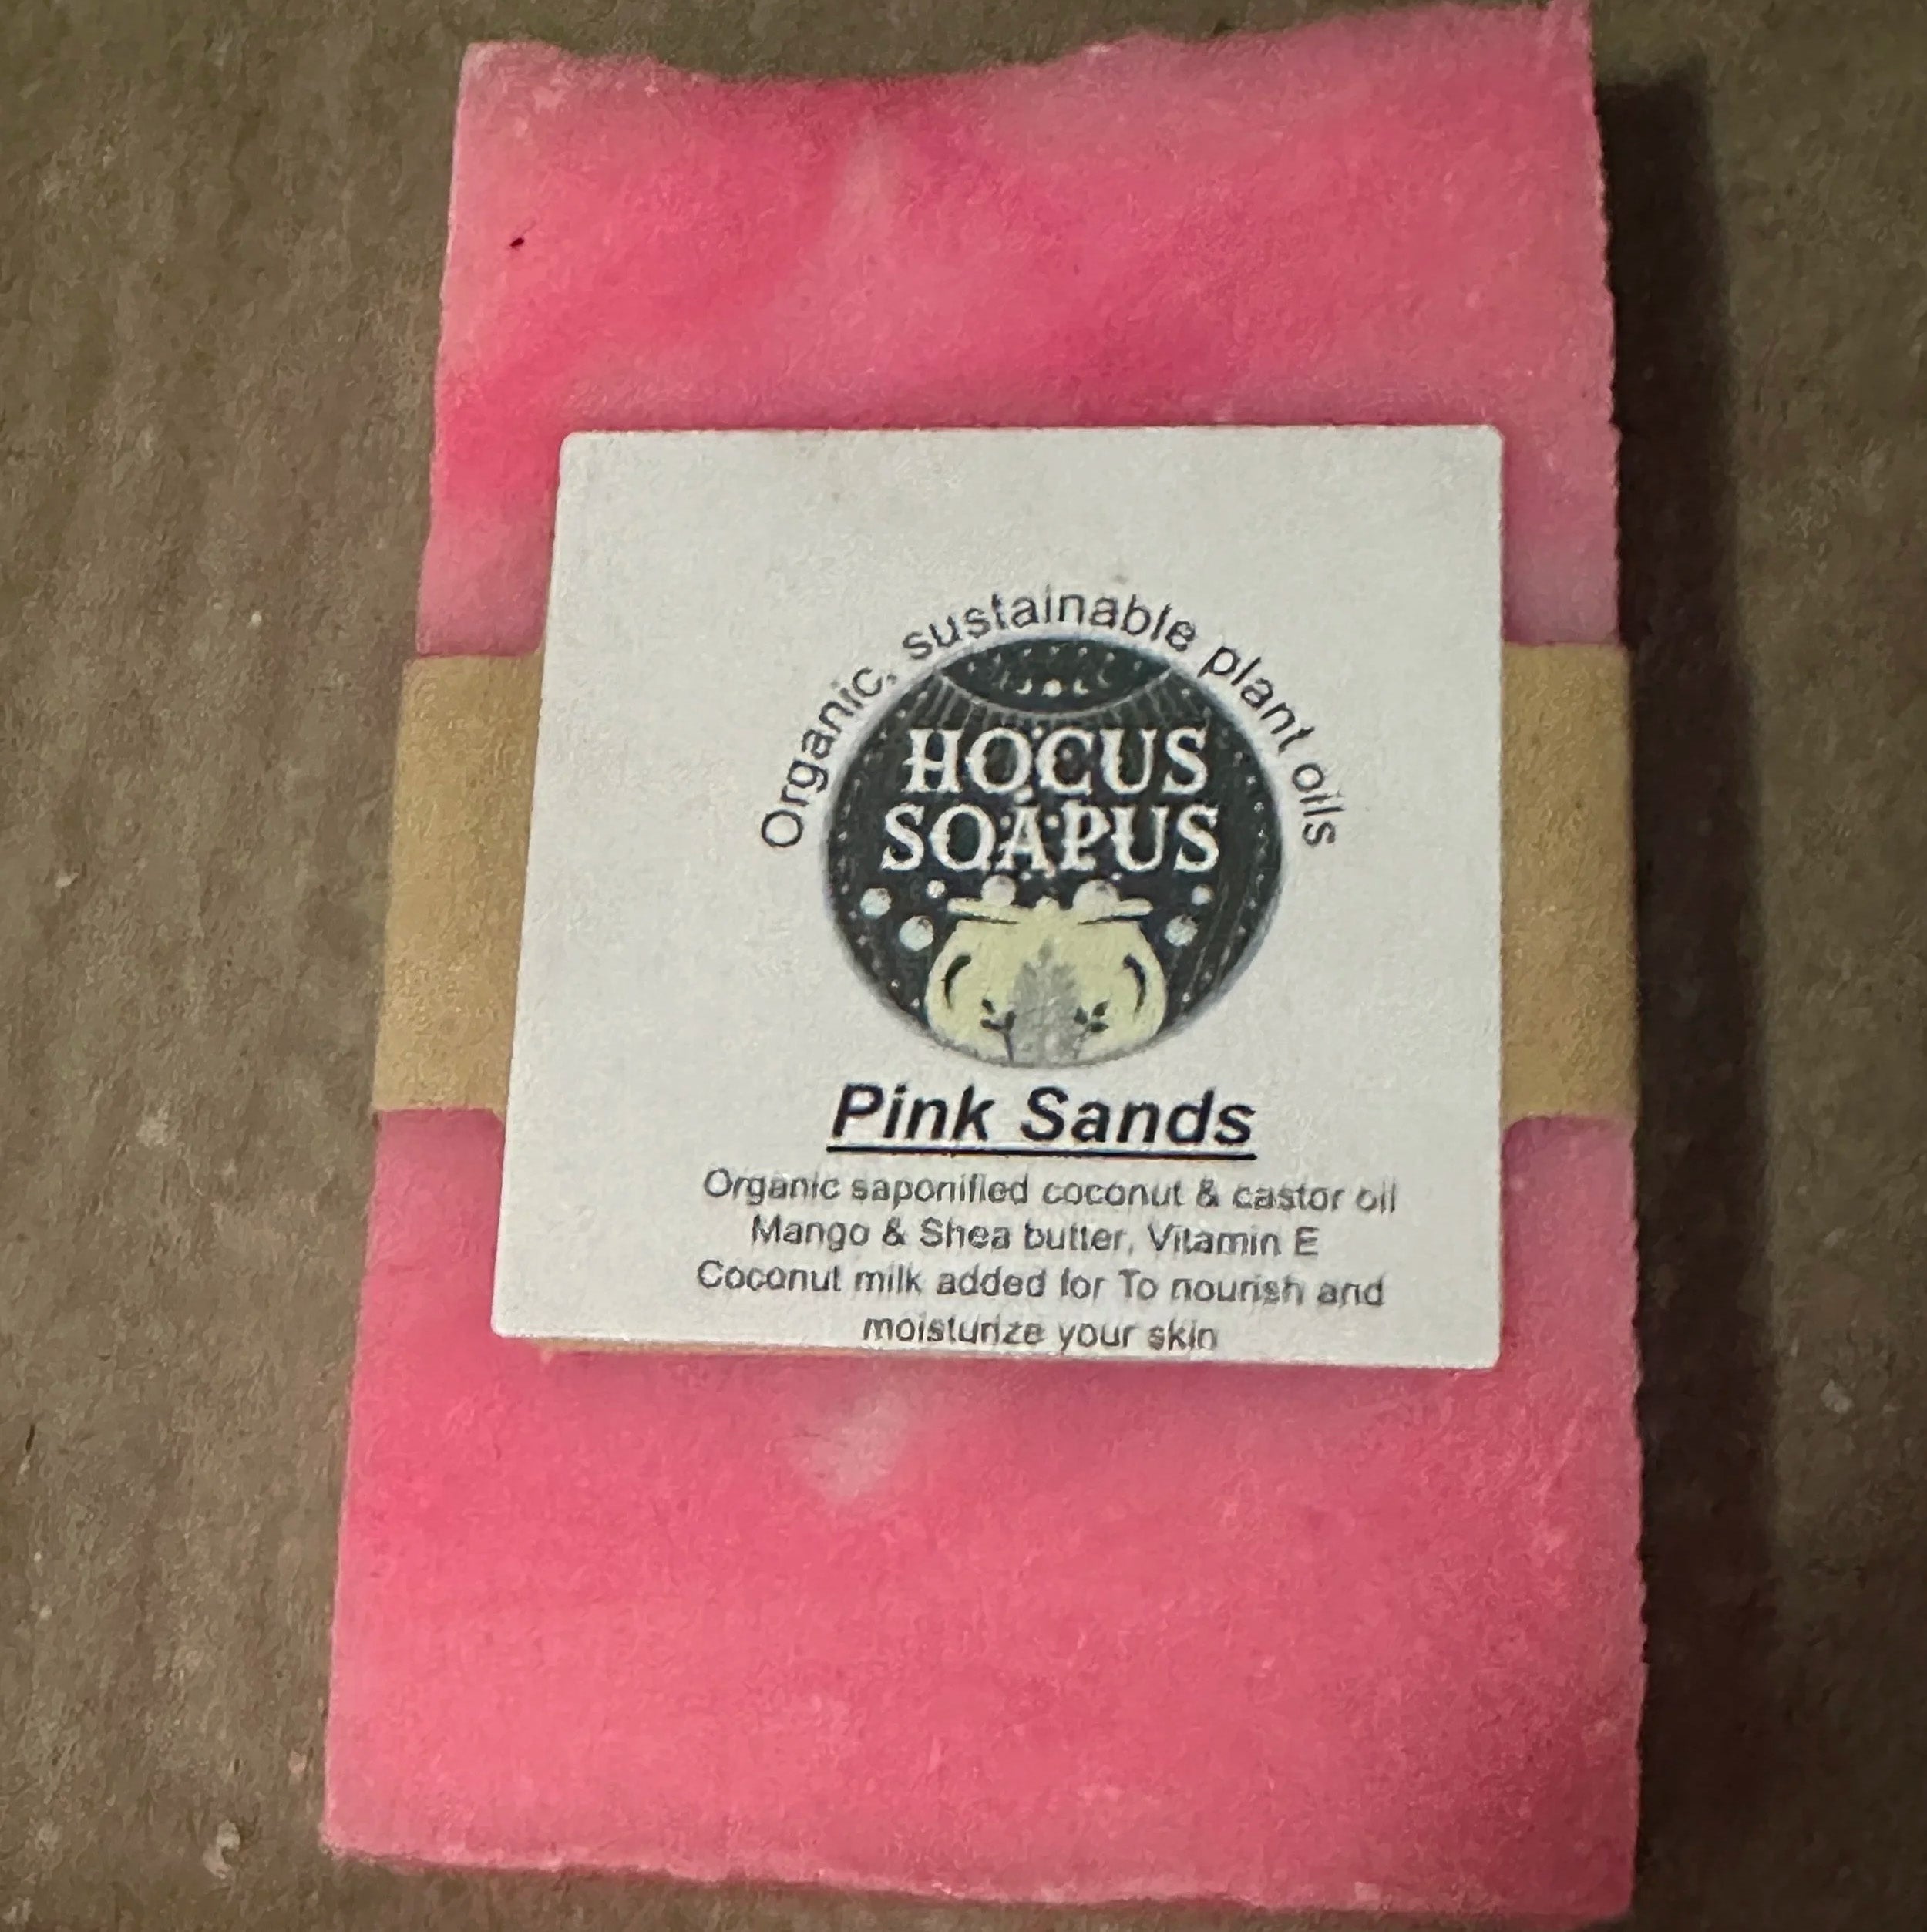 Organic, sustainable plant oils
HOCUS
SOAPUS
Pink Sands
Organic saponified coconut & castor oil
Mango & Shea butter, Vitamin E
Coconut milk added for To nourish and
moisturize your skin